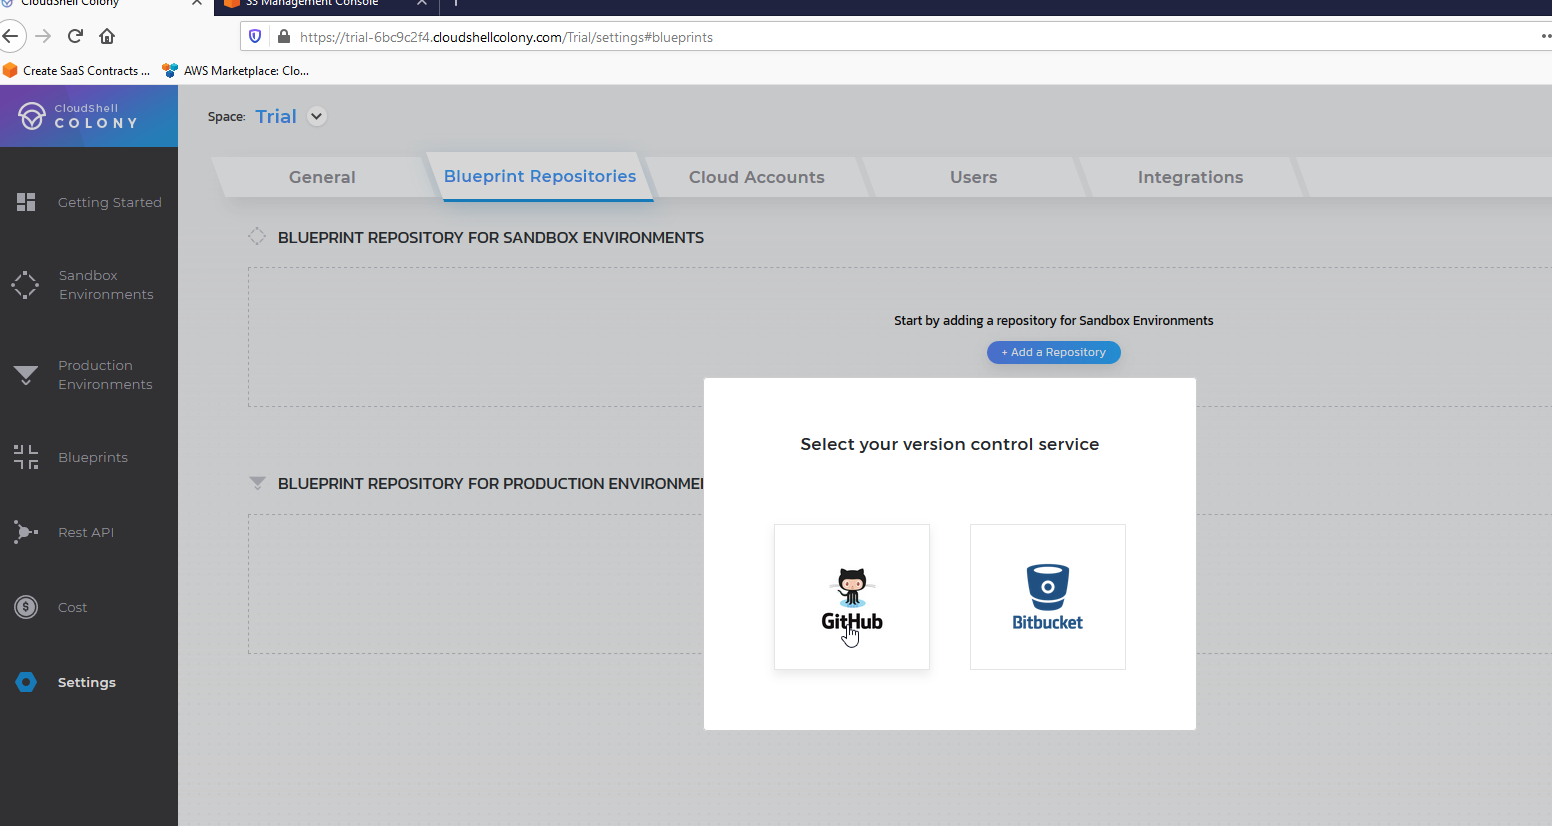 CloudShell Colony
S3 Management Console
https://trial-6bc9c2f4.cloudshellcolony.com/Trial/settings#blueprints
Create SaaS Contracts ...
AWS Marketplace: Clo...
CloudShell
COLONY
Space: Trial
General
Blueprint Repositories
Cloud Accounts
Users
Integrations
Getting Started
Sandbox
Environments
Production
Environments
Blueprints
Rest API
Cost
Settings
BLUEPRINT REPOSITORY FOR SANDBOX ENVIRONMENTS
Start by adding a repository for Sandbox Environments
+ Add a Repository
BLUEPRINT REPOSITORY FOR PRODUCTION
Select your version control service
GitHub
Bitbucket